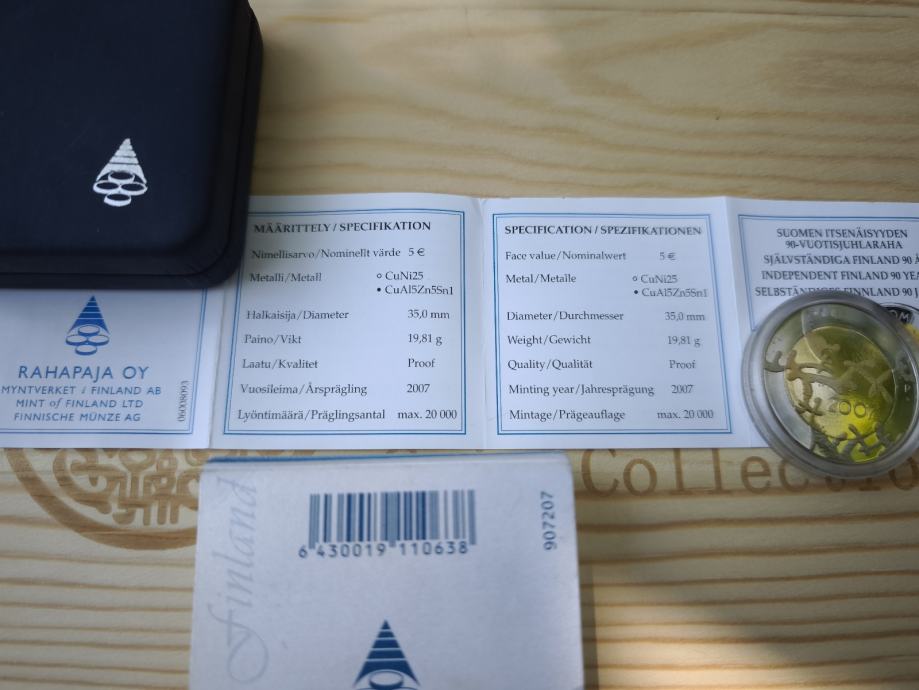 MÄÄRITTELY / SPECIFIKATION
Nimellisarvo/Nominellt värde 5 €
Metalli/Metall ○ CuNi25
• CuAl5Zn5Sn1
Halkaisija/Diameter 35,0 mm
Paino/Vikt 19,81 g
Laatu/Kvalitet Proof
Vuosileima/Årsprägling 2007
Lyöntimäärä/Präglingsantal max. 20 000
SPECIFICATION / SPEZIFIKATIONEN
Face value/Nominalwert 5 €
Metal/Metalle ○ CuNi25
• CuAl5Zn5Sn1
Diameter/Durchmesser 35,0 mm
Weight/Gewicht 19,81 g
Quality/Qualität Proof
Minting year/Jahresprägung 2007
Mintage/Prägeauflage max. 20 000
SUOMEN ITSENÄISYYDEN
90-VUOTISJUHLARAHA
SJÄLVSTÄNDIGA FINLAND 90
INDEPENDENT FINLAND 90
FINNLAND 90
RAHAPAJA OY
MYNTVERKET i FINLAND AB
MINT of FINLAND LTD
FINNISCHE MÜNZE AG
06008093
Finland
6 430019 110638
907207